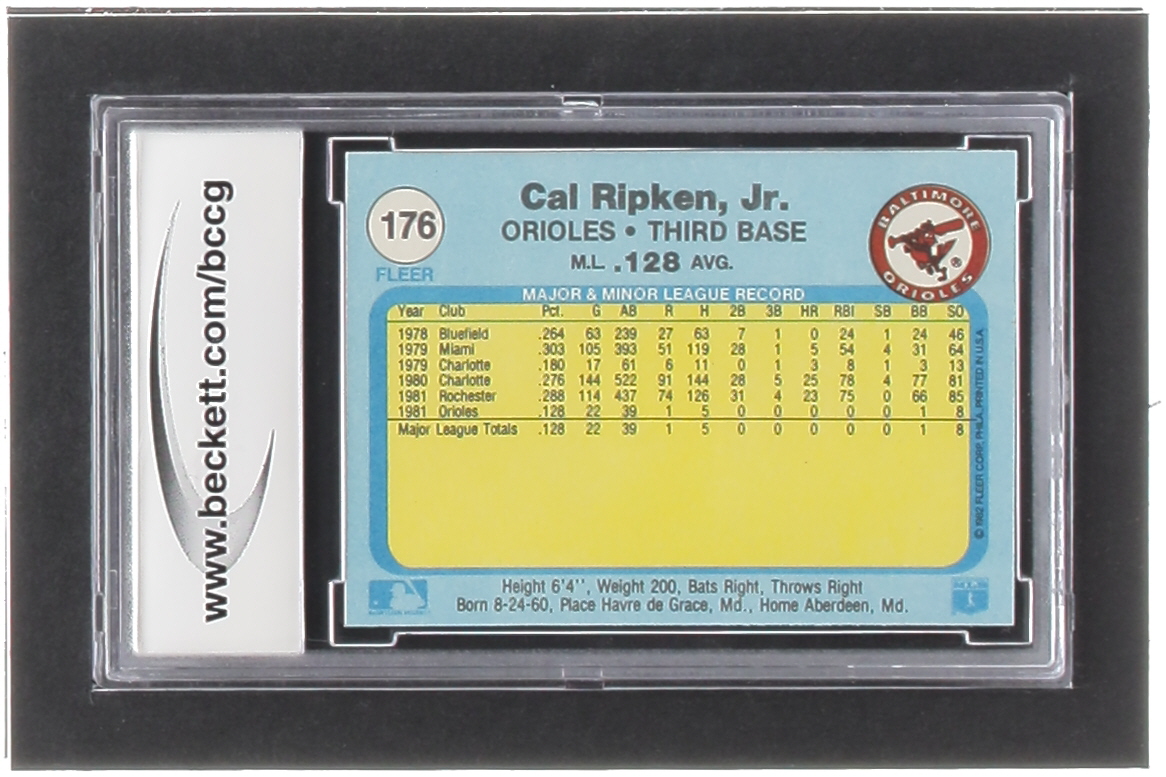 www.beckett.com/bccg
176
FLEER
Cal Ripken, Jr.
ORIOLES • THIRD BASE
M.L. .128 AVG.
BALTIMORE
ORIOLES
®
MAJOR & MINOR LEAGUE RECORD
Year Club Pct. G AB R H 2B 3B HR RBI SB BB SO
1978 Bluefield .264 63 239 27 63 7 1 0 24 1 24 46
1979 Miami .303 105 393 51 119 28 1 5 54 4 31 64
1979 Charlotte .180 17 61 6 11 0 1 3 8 1 3 13
1980 Charlotte .276 144 522 91 144 28 5 25 78 4 77 81
1981 Rochester .288 114 437 74 126 31 4 23 75 0 66 85
1981 Orioles .128 22 39 1 5 0 0 0 0 0 1 8
Major League Totals .128 22 39 1 5 0 0 0 0 0 1 8
© 1982 FLEER CORP. PHILA. PRINTED IN U.S.A.
Height 6'4'', Weight 200, Bats Right, Throws Right
Born 8-24-60, Place Havre de Grace, Md., Home Aberdeen, Md.